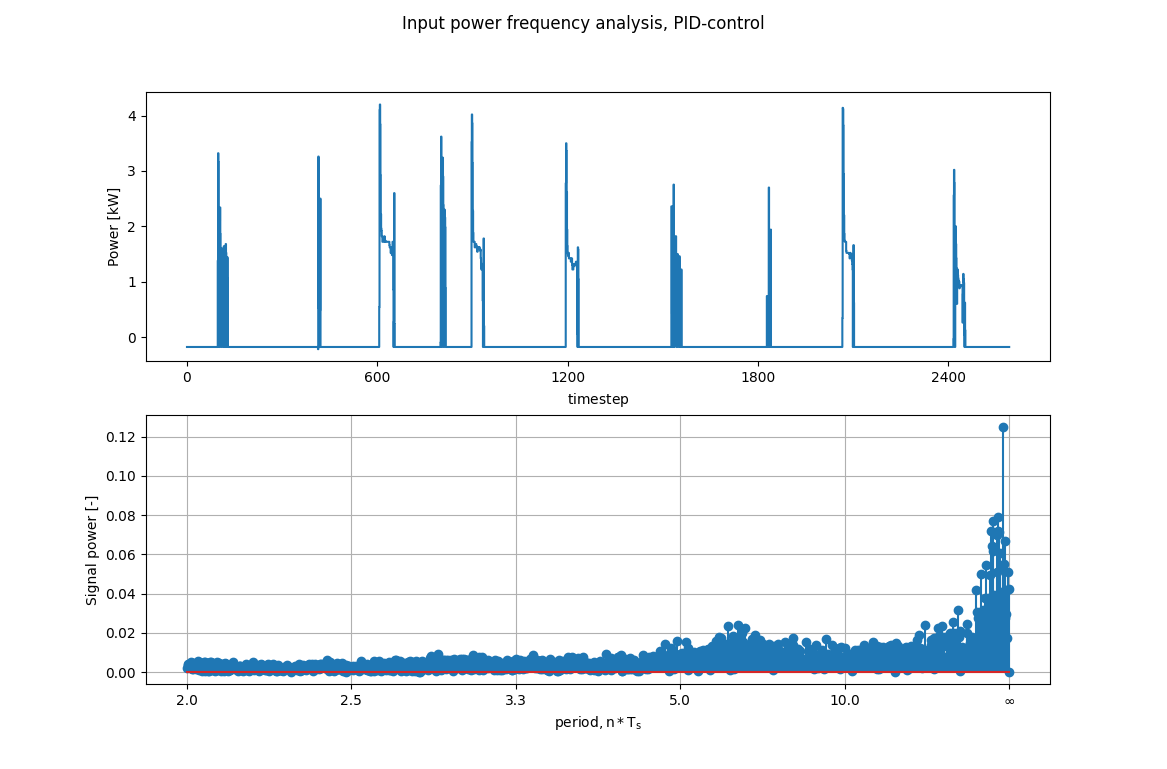 Input power frequency analysis, PID-control
Power [kW]
4
3
2
1
0
0 600 1200 1800 2400
timestep
Signal power [-]
0.12
0.10
0.08
0.06
0.04
0.02
0.00
2.0 2.5 3.3 5.0 10.0 ∞
period, n * Ts